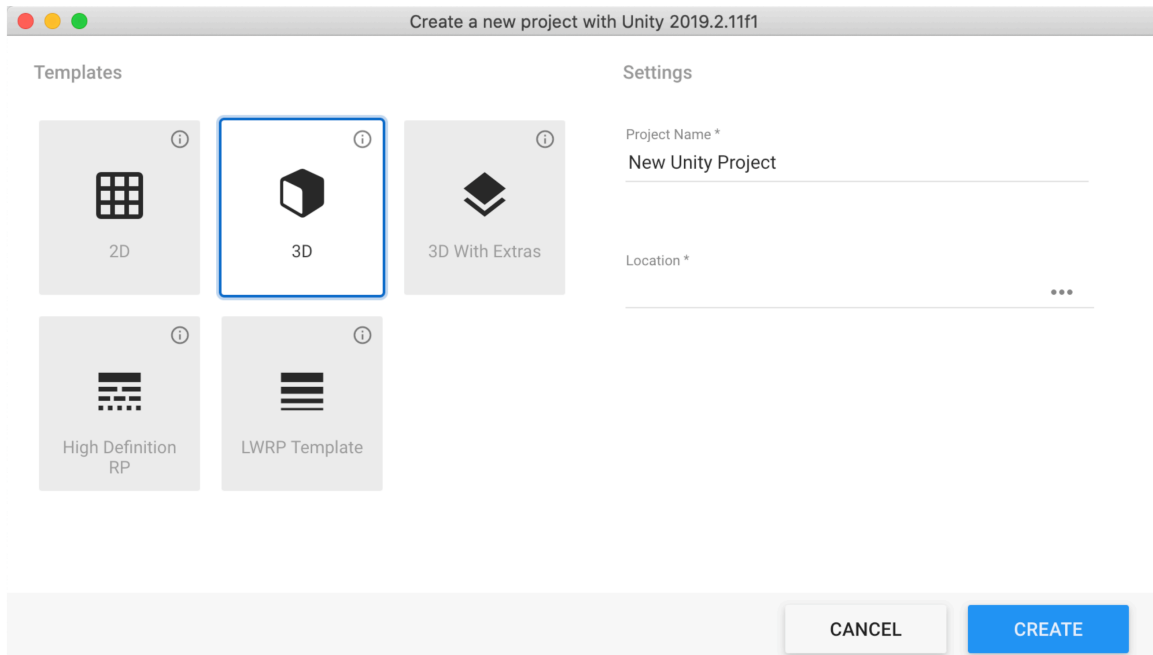 Create a new project with Unity 2019.2.11f1
Templates
Settings
2D
3D
3D With Extras
Project Name *
New Unity Project
Location *
•••
High Definition
RP
LWRP Template
CANCEL
CREATE